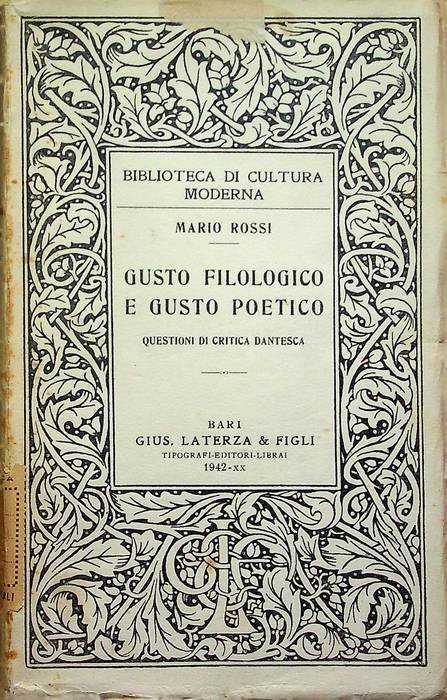 BIBLIOTECA DI CULTURA
MODERNA
MARIO ROSSI
GUSTO FILOLOGICO
E GUSTO POETICO
QUESTIONI DI CRITICA DANTESCA
BARI
GIUS. LATERZA & FIGLI
TIPOGRAFI-EDITORI-LIBRAI
1942-XX